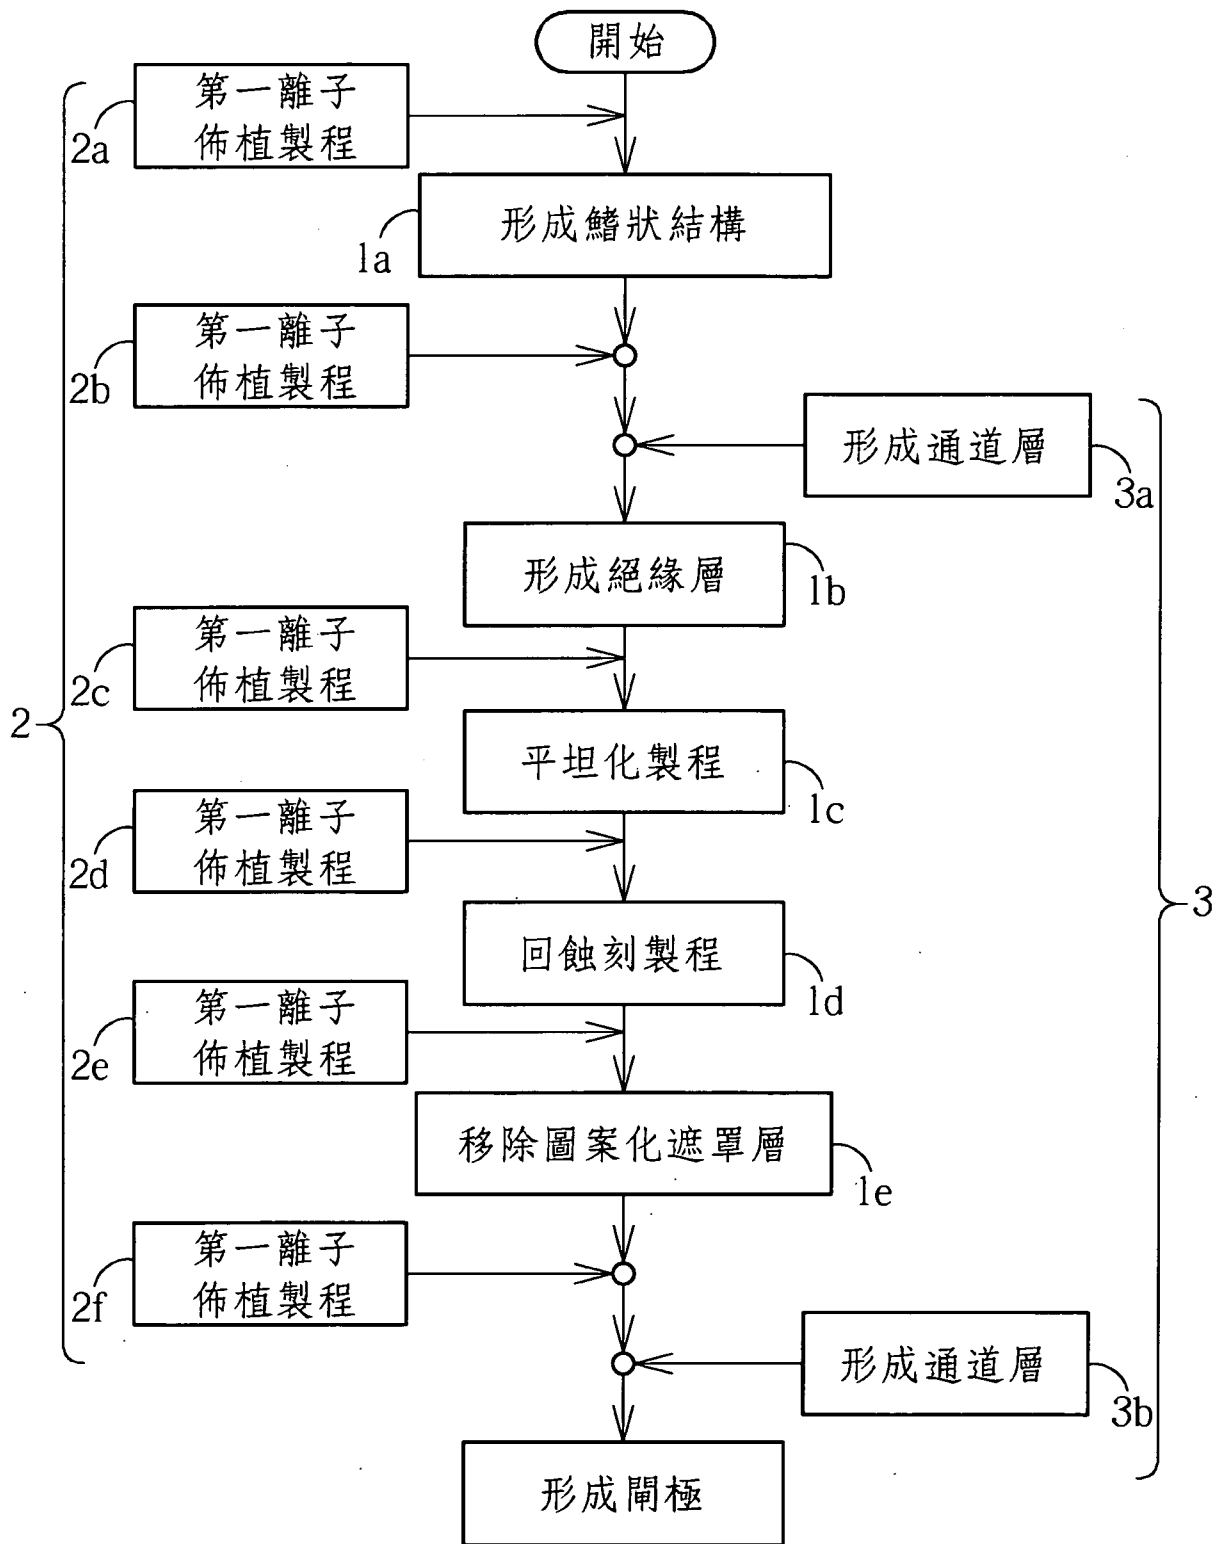 開始
第一離子
佈植製程
2a
形成鰭狀結構
1a
第一離子
佈植製程
2b
形成通道層
3a
形成絕緣層
1b
第一離子
佈植製程
2c
2
平坦化製程
1c
第一離子
佈植製程
2d
3
回蝕刻製程
1d
第一離子
佈植製程
2e
移除圖案化遮罩層
1e
第一離子
佈植製程
2f
形成通道層
3b
形成閘極